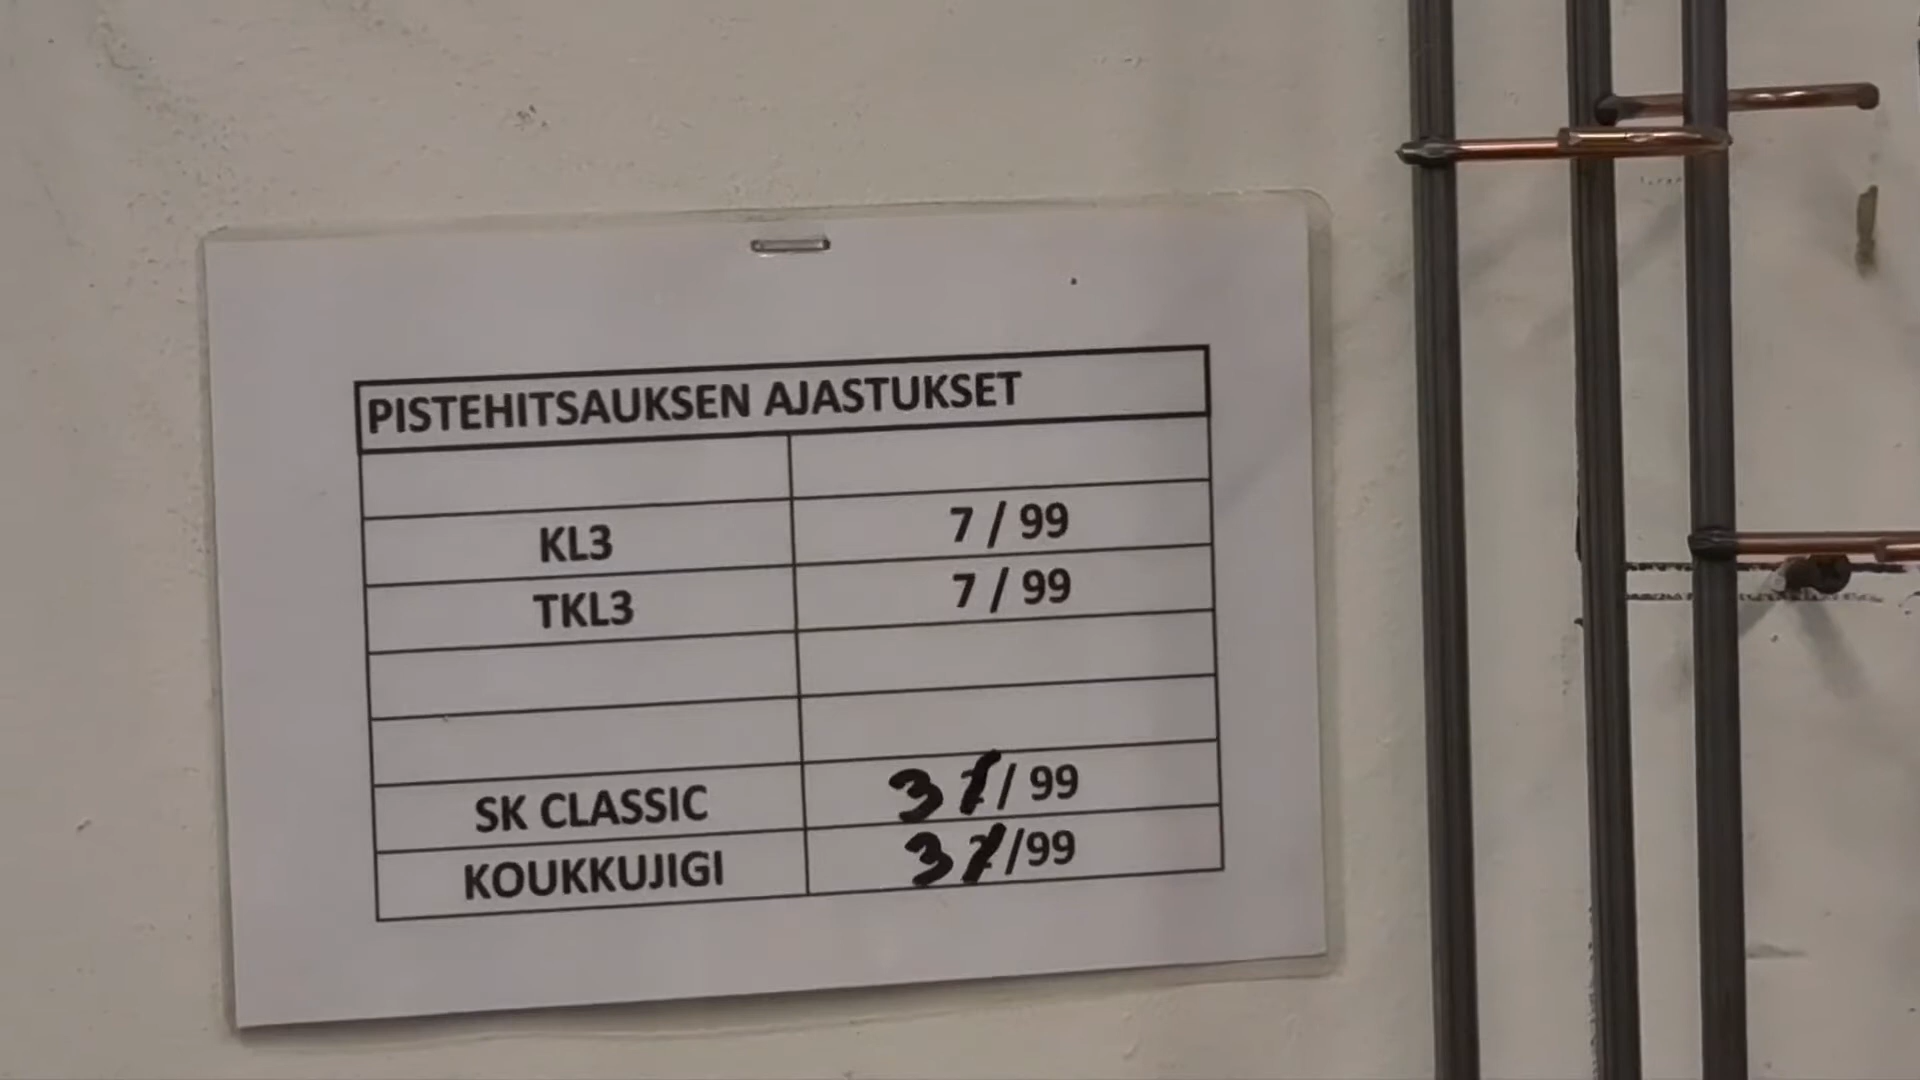 PISTEHITSAUKSEN AJASTUKSET
KL3 7 / 99
TKL3 7 / 99
SK CLASSIC 3 / 99
KOUKKUJIGI 3 /99